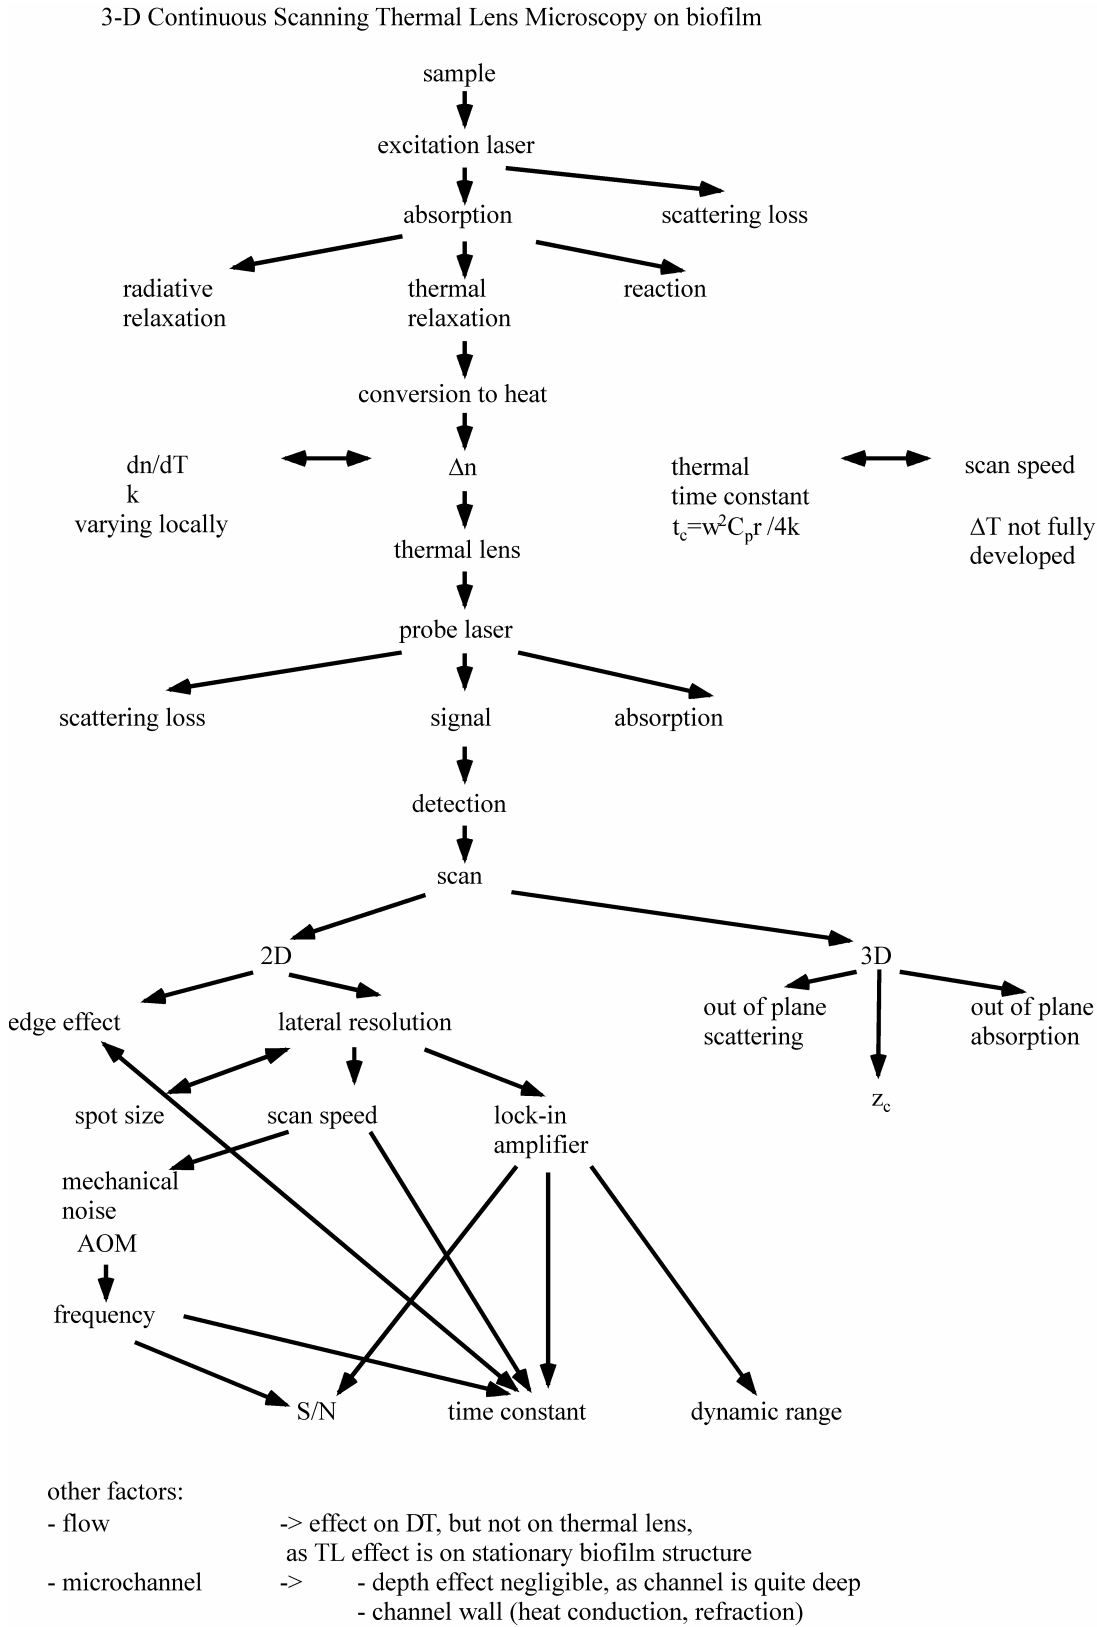 3-D Continuous Scanning Thermal Lens Microscopy on biofilm
sample
excitation laser
absorption
scattering loss
radiative
relaxation
thermal
relaxation
reaction
conversion to heat
dn/dT
k
varying locally
Δn
thermal
time constant
t_c=w²C_pr /4k
scan speed
ΔT not fully
developed
thermal lens
probe laser
scattering loss
signal
absorption
detection
scan
2D
3D
edge effect
lateral resolution
out of plane
scattering
out of plane
absorption
z_c
spot size
scan speed
lock-in
amplifier
mechanical
noise
AOM
frequency
S/N
time constant
dynamic range
other factors:
- flow -> effect on DT, but not on thermal lens,
as TL effect is on stationary biofilm structure
- microchannel -> - depth effect negligible, as channel is quite deep
- channel wall (heat conduction, refraction)